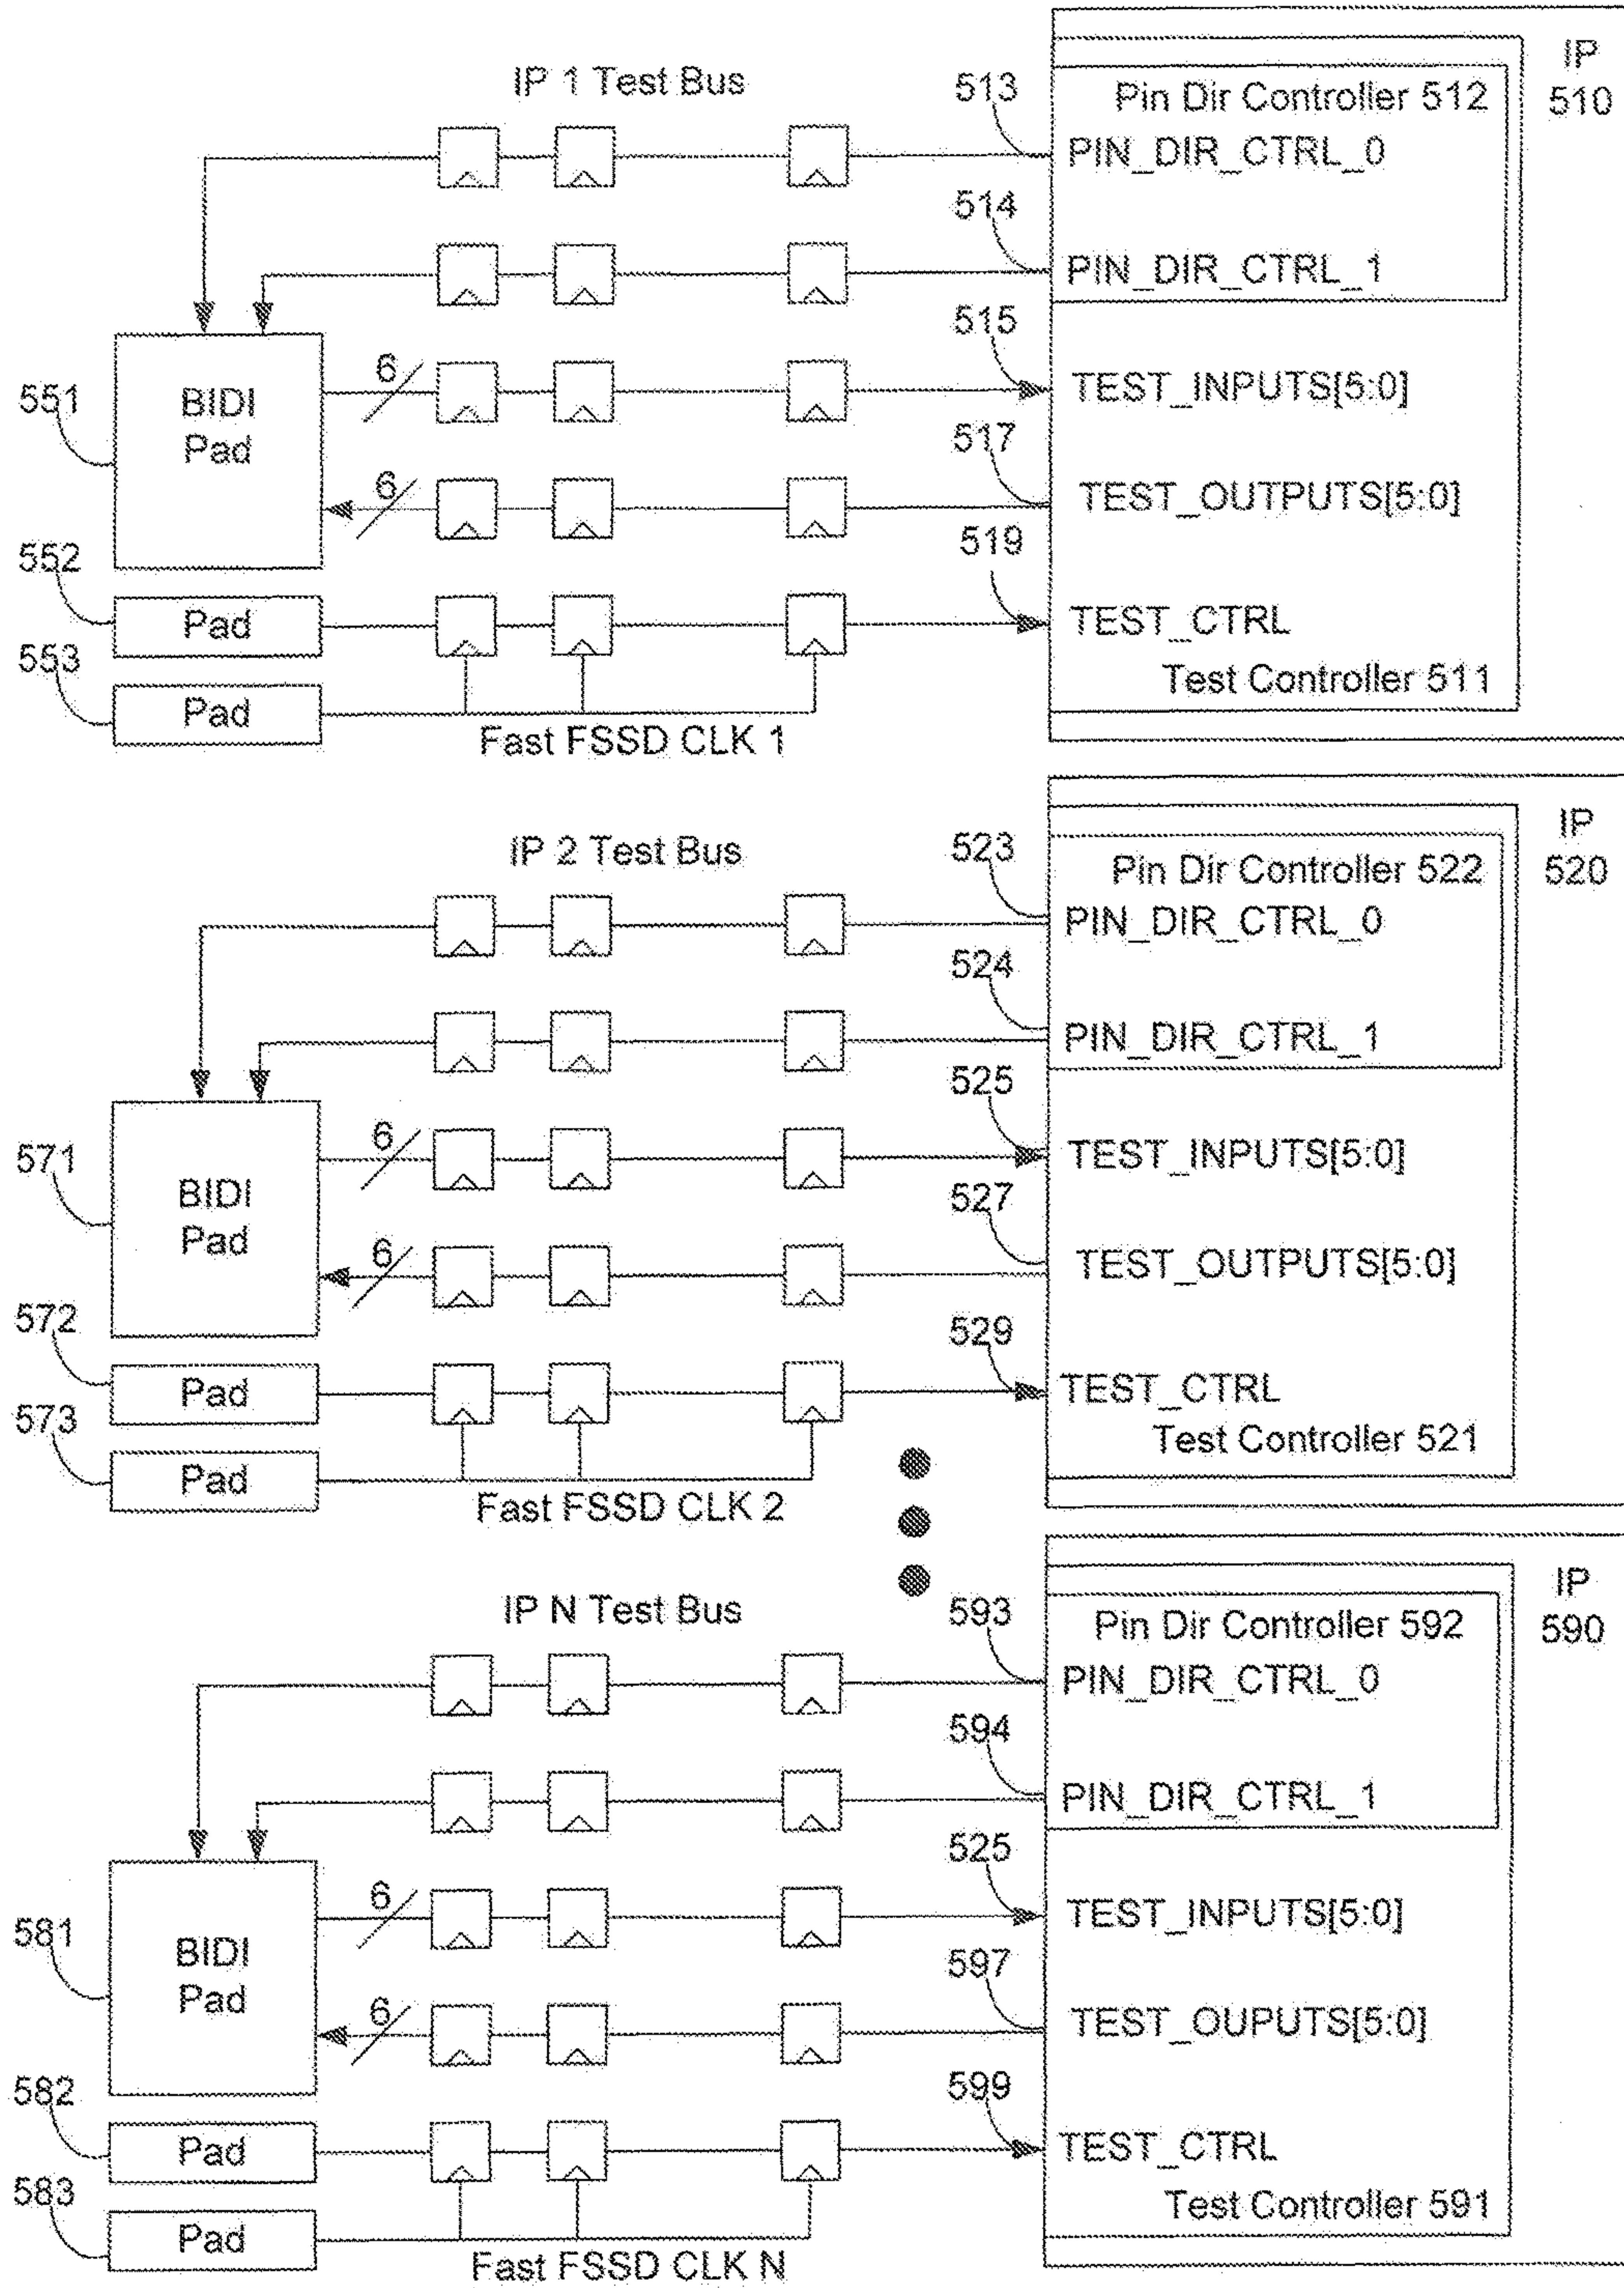 IP 1 Test Bus
IP
510
513
Pin Dir Controller 512
PIN_DIR_CTRL_0
514
PIN_DIR_CTRL_1
515
551
BIDI
Pad
6
TEST_INPUTS[5:0]
517
6
TEST_OUTPUTS[5:0]
552
519
Pad
TEST_CTRL
553
Pad
Test Controller 511
Fast FSSD CLK 1
IP 2 Test Bus
IP
520
523
Pin Dir Controller 522
PIN_DIR_CTRL_0
524
PIN_DIR_CTRL_1
525
571
BIDI
Pad
6
TEST_INPUTS[5:0]
527
6
TEST_OUTPUTS[5:0]
572
529
Pad
TEST_CTRL
573
Pad
Test Controller 521
Fast FSSD CLK 2
IP N Test Bus
IP
590
593
Pin Dir Controller 592
PIN_DIR_CTRL_0
594
PIN_DIR_CTRL_1
525
581
BIDI
Pad
6
TEST_INPUTS[5:0]
597
6
TEST_OUPUTS[5:0]
582
599
Pad
TEST_CTRL
583
Pad
Test Controller 591
Fast FSSD CLK N